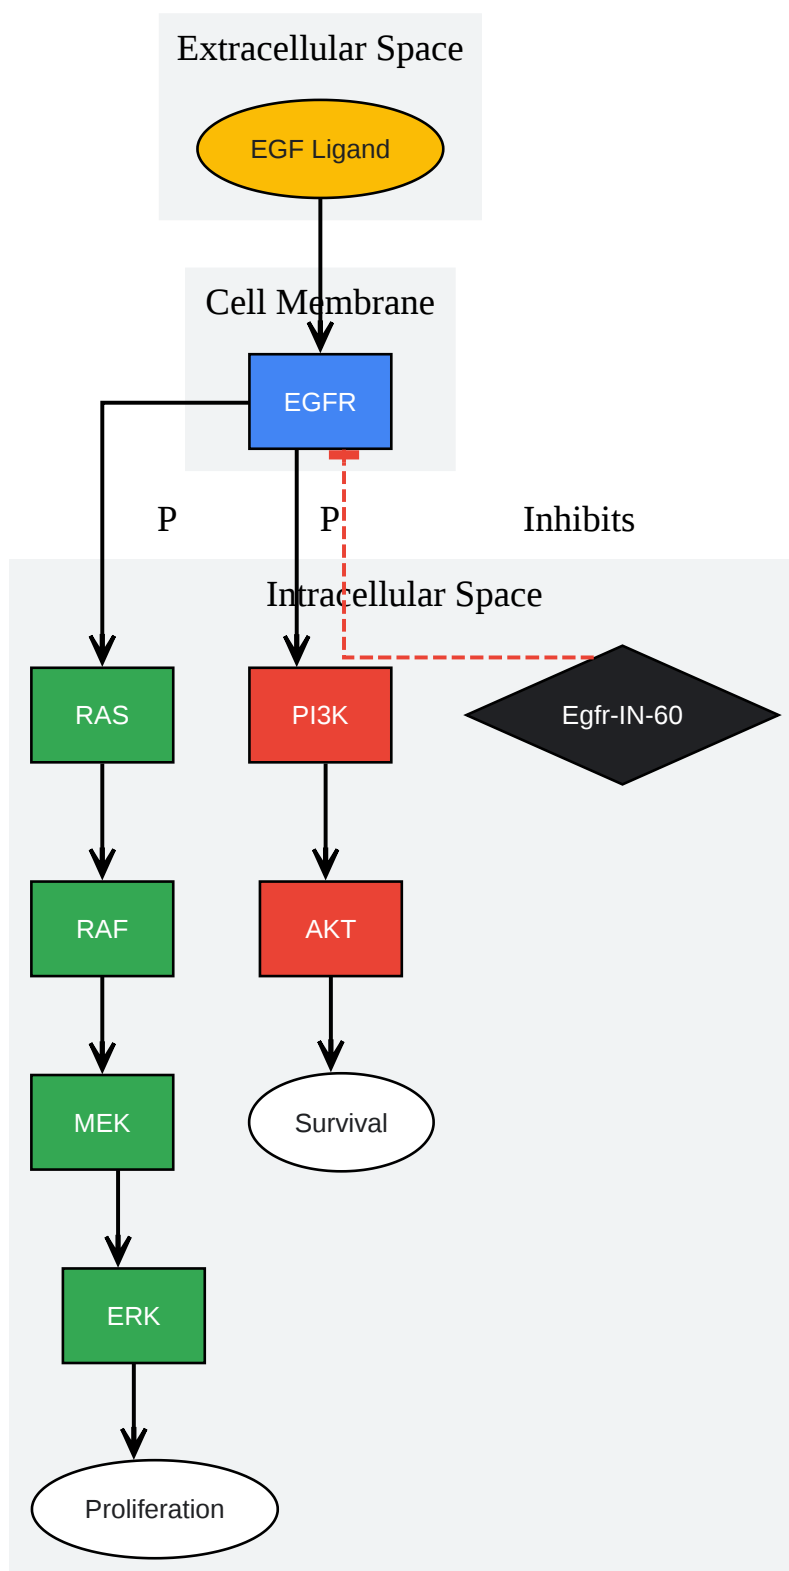 Extracellular Space
EGF Ligand
Cell Membrane
EGFR
P
P
Inhibits
Intracellular Space
RAS
PI3K
Egfr-IN-60
RAF
AKT
MEK
Survival
ERK
Proliferation